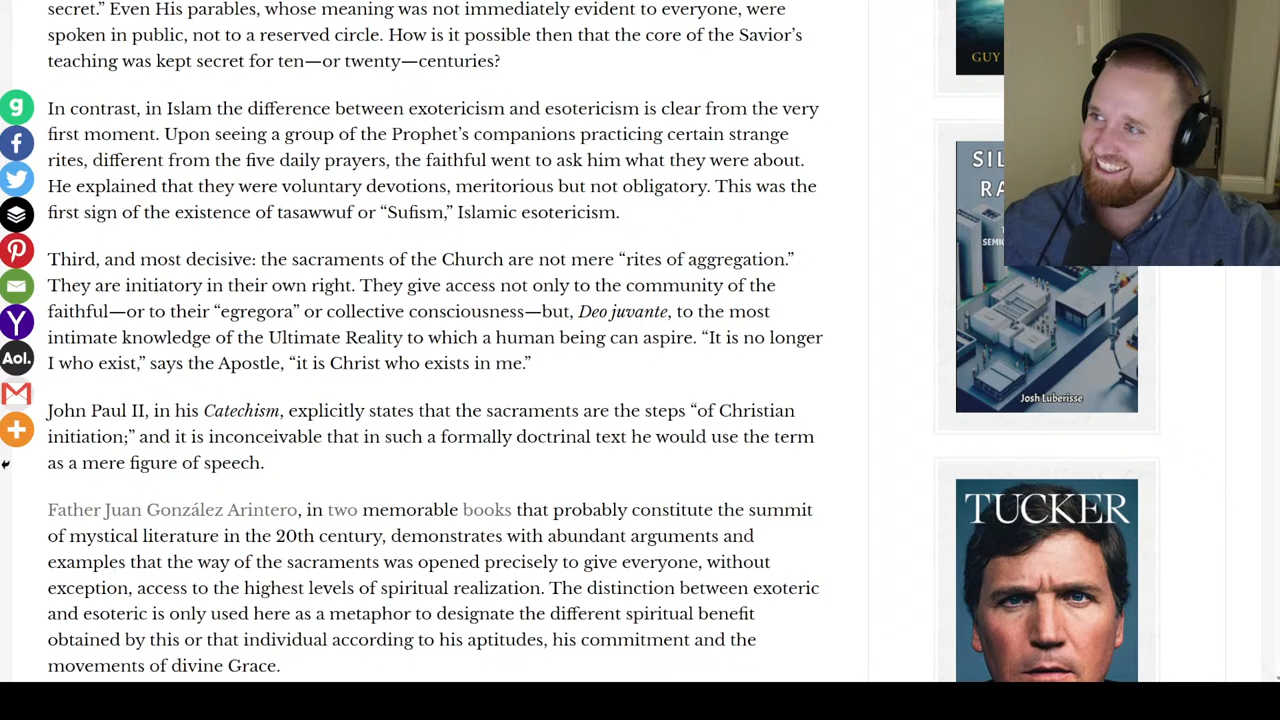 secret.” Even His parables, whose meaning was not immediately evident to everyone, were
spoken in public, not to a reserved circle. How is it possible then that the core of the Savior’s
teaching was kept secret for ten—or twenty—centuries?
In contrast, in Islam the difference between exotericism and esotericism is clear from the very
first moment. Upon seeing a group of the Prophet’s companions practicing certain strange
rites, different from the five daily prayers, the faithful went to ask him what they were about.
He explained that they were voluntary devotions, meritorious but not obligatory. This was the
first sign of the existence of tasawwuf or “Sufism,” Islamic esotericism.
Third, and most decisive: the sacraments of the Church are not mere “rites of aggregation.”
They are initiatory in their own right. They give access not only to the community of the
faithful—or to their “egregora” or collective consciousness—but, Deo juvante, to the most
intimate knowledge of the Ultimate Reality to which a human being can aspire. “It is no longer
I who exist,” says the Apostle, “it is Christ who exists in me.”
John Paul II, in his Catechism, explicitly states that the sacraments are the steps “of Christian
initiation;” and it is inconceivable that in such a formally doctrinal text he would use the term
as a mere figure of speech.
Father Juan González Arintero, in two memorable books that probably constitute the summit
of mystical literature in the 20th century, demonstrates with abundant arguments and
examples that the way of the sacraments was opened precisely to give everyone, without
exception, access to the highest levels of spiritual realization. The distinction between exoteric
and esoteric is only used here as a metaphor to designate the different spiritual benefit
obtained by this or that individual according to his aptitudes, his commitment and the
movements of divine Grace.
g
Y
Aol.
GUY
SIL
RA
SEMIC
Josh Luberisse
TUCKER